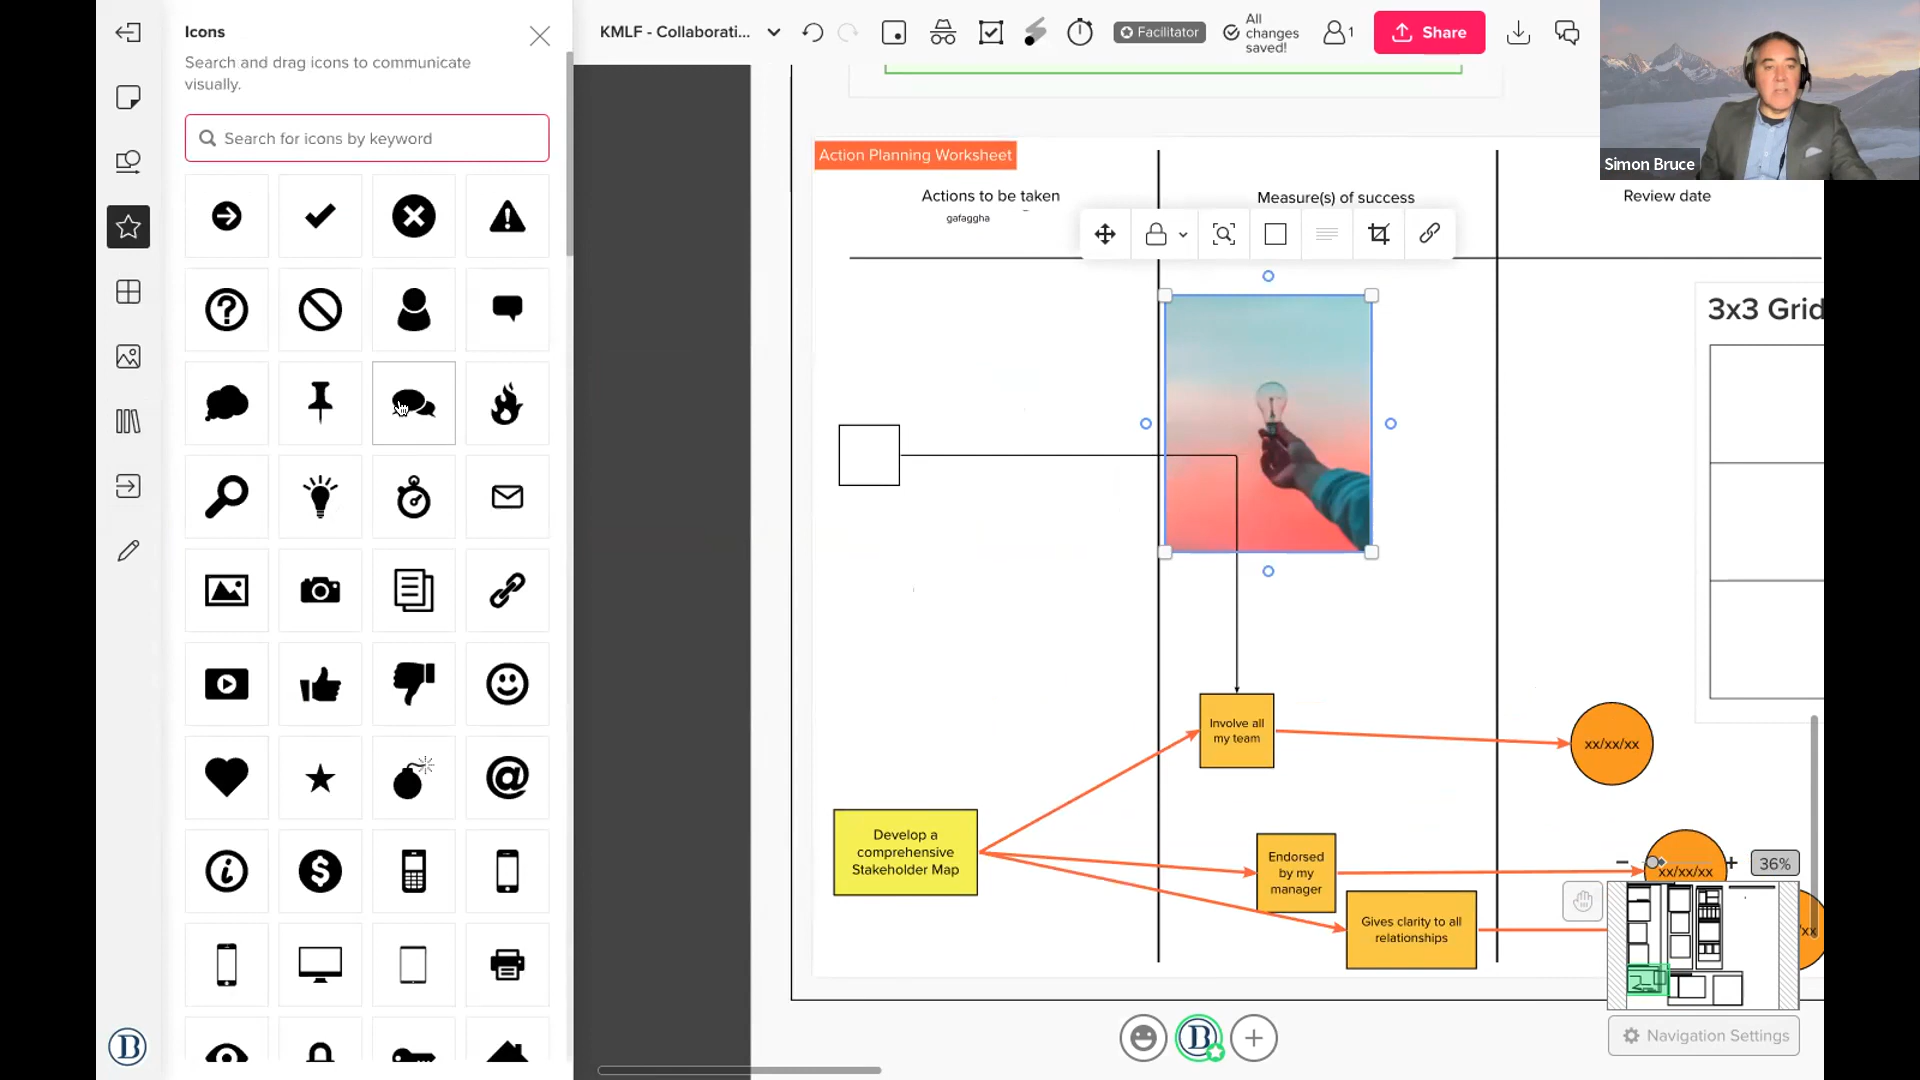 Icons
Search and drag icons to communicate
visually.
Search for icons by keyword
KMLF - Collaborati...
Facilitator
All
changes
saved!
1
Share
Simon Bruce
Action Planning Worksheet
Actions to be taken
gafaggha
Measure(s) of success
Review date
3x3 Grid
Involve all
my team
xx/xx/xx
Develop a
comprehensive
Stakeholder Map
Endorsed
by my
manager
xx/xx/xx
Gives clarity to all
relationships
/xx
36%
Navigation Settings
B
B